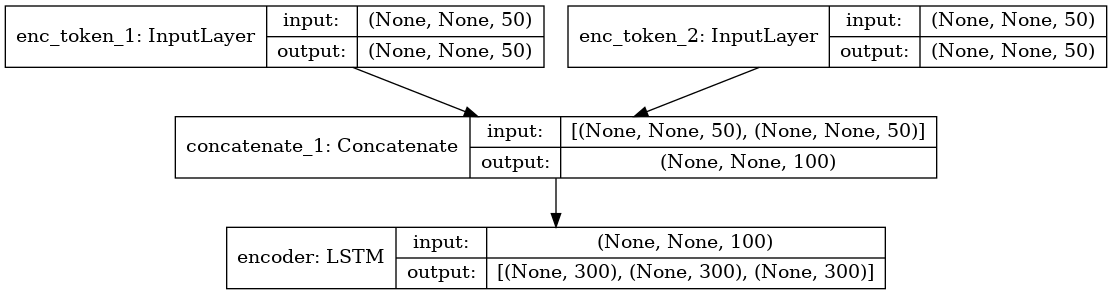 enc_token_1: InputLayer
input: (None, None, 50)
output: (None, None, 50)
enc_token_2: InputLayer
input: (None, None, 50)
output: (None, None, 50)
concatenate_1: Concatenate
input: [(None, None, 50), (None, None, 50)]
output: (None, None, 100)
encoder: LSTM
input: (None, None, 100)
output: [(None, 300), (None, 300), (None, 300)]